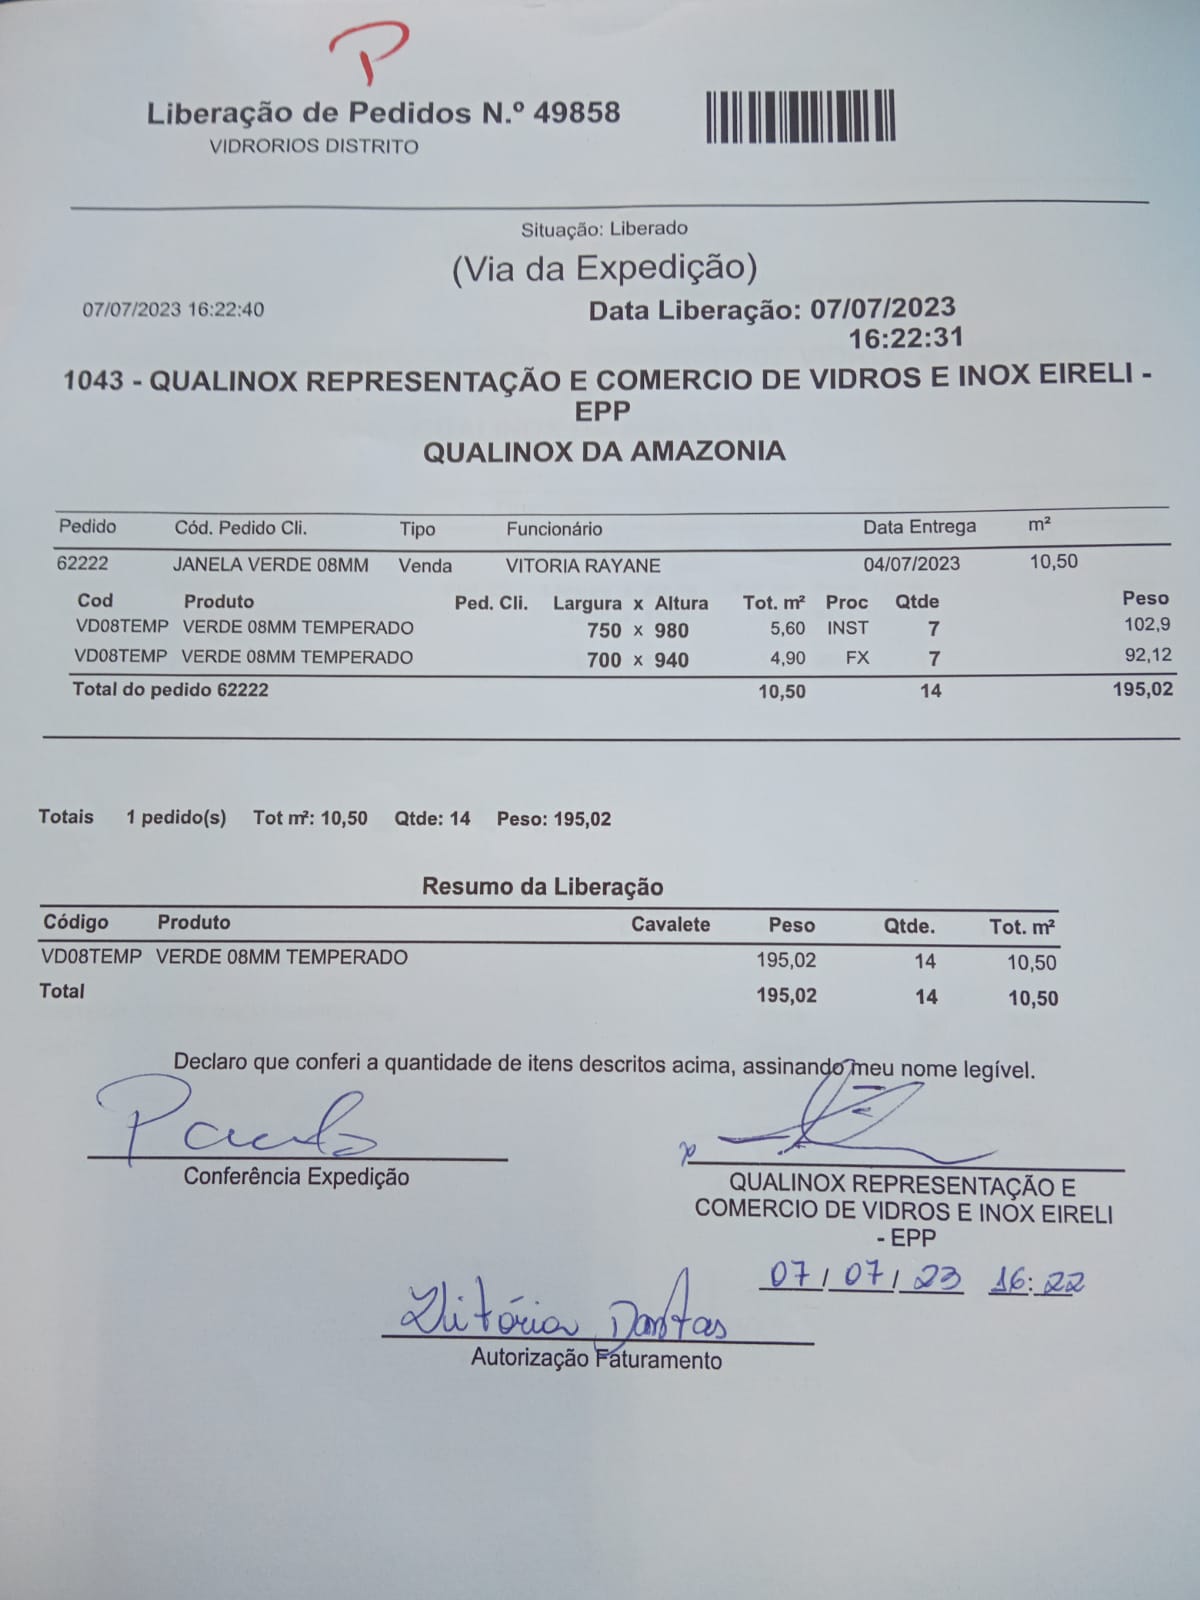 P
Liberação de Pedidos N.º 49858
VIDRORIOS DISTRITO
Situação: Liberado
(Via da Expedição)
07/07/2023 16:22:40
Data Liberação: 07/07/2023
16:22:31
1043 - QUALINOX REPRESENTAÇÃO E COMERCIO DE VIDROS E INOX EIRELI -
EPP
QUALINOX DA AMAZONIA
Pedido Cód. Pedido Cli. Tipo Funcionário Data Entrega m²
62222 JANELA VERDE 08MM Venda VITORIA RAYANE 04/07/2023 10,50
Cod Produto Ped. Cli. Largura x Altura Tot. m² Proc Qtde Peso
VD08TEMP VERDE 08MM TEMPERADO 750 x 980 5,60 INST 7 102,9
VD08TEMP VERDE 08MM TEMPERADO 700 x 940 4,90 FX 7 92,12
Total do pedido 62222 10,50 14 195,02
Totais 1 pedido(s) Tot m²: 10,50 Qtde: 14 Peso: 195,02
Resumo da Liberação
Código Produto Cavalete Peso Qtde. Tot. m²
VD08TEMP VERDE 08MM TEMPERADO 195,02 14 10,50
Total 195,02 14 10,50
Declaro que conferi a quantidade de itens descritos acima, assinando meu nome legível.
Paulo
Conferência Expedição
QUALINOX REPRESENTAÇÃO E
COMERCIO DE VIDROS E INOX EIRELI
- EPP
07/07/23 16:22
Vitória Dantas
Autorização Faturamento